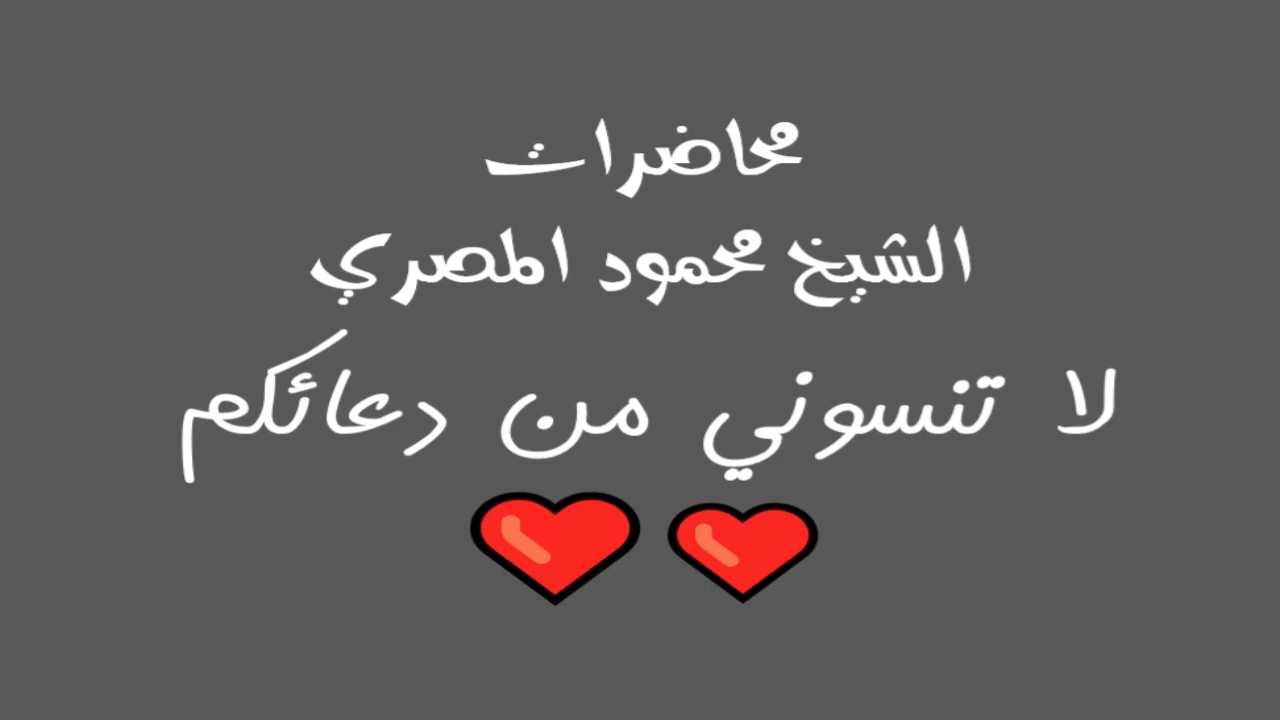 محاضرات
الشيخ محمود المصري
لا تنسوني من دعائكم